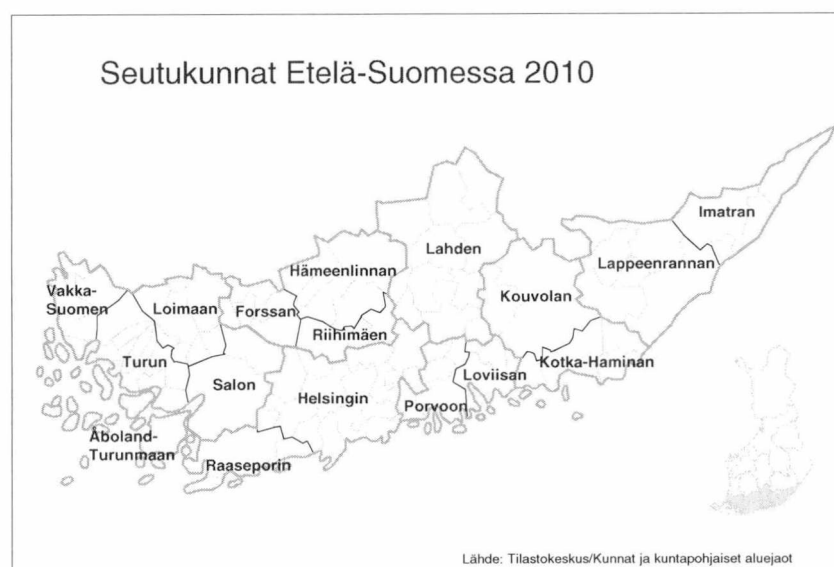 Seutukunnat Etelä-Suomessa 2010
Imatran
Lahden
Lappeenrannan
Hämeenlinnan
Vakka-
Suomen
Loimaan
Forssan
Kouvolan
Riihimäen
Turun
Salon
Helsingin
Porvoon
Loviisan
Kotka-Haminan
Åboland-
Turunmaan
Raaseporin
Lähde: Tilastokeskus/Kunnat ja kuntapohjaiset aluejaot